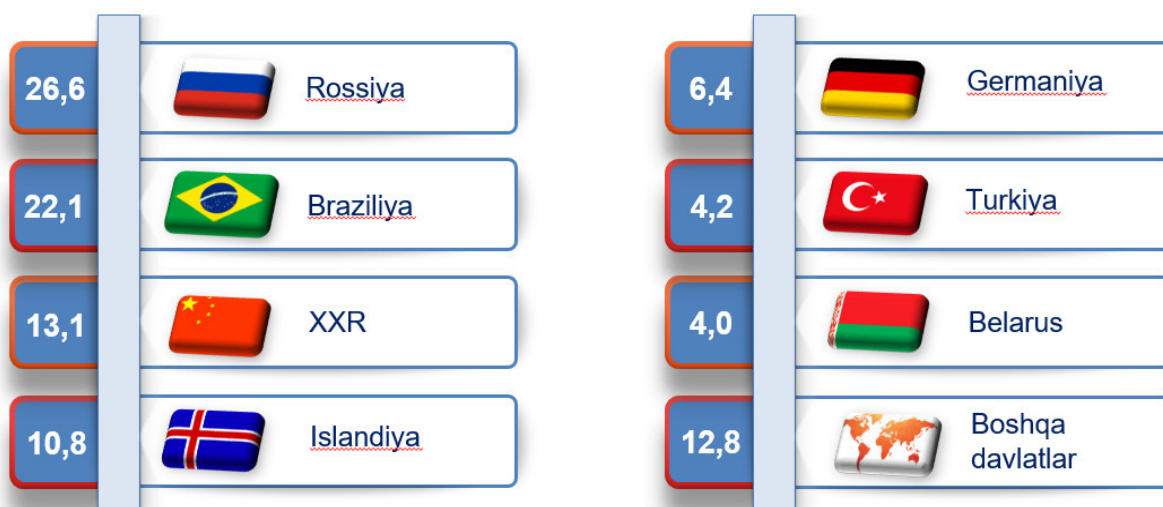 26,6 Rossiya
22,1 Braziliya
13,1 XXR
10,8 Islandiya
6,4 Germaniya
4,2 Turkiya
4,0 Belarus
12,8 Boshqa
davlatlar